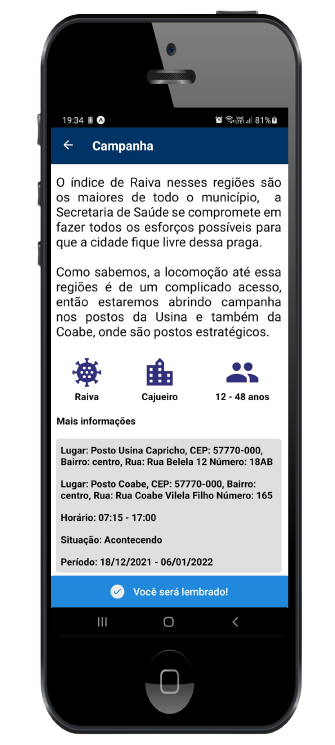 19:34
81%
Campanha
O índice de Raiva nesses regiões são
os maiores de todo o município, a
Secretaria de Saúde se compromete em
fazer todos os esforços possíveis para
que a cidade fique livre dessa praga.
Como sabemos, a locomoção até essa
regiões é de um complicado acesso,
então estaremos abrindo campanha
nos postos da Usina e também da
Coabe, onde são postos estratégicos.
Raiva
Cajueiro
12 - 48 anos
Mais informações
Lugar: Posto Usina Capricho, CEP: 57770-000,
Bairro: centro, Rua: Rua Belela 12 Número: 18AB
Lugar: Posto Coabe, CEP: 57770-000, Bairro:
centro, Rua: Rua Coabe Vilela Filho Número: 165
Horário: 07:15 - 17:00
Situação: Acontecendo
Período: 18/12/2021 - 06/01/2022
Você será lembrado!